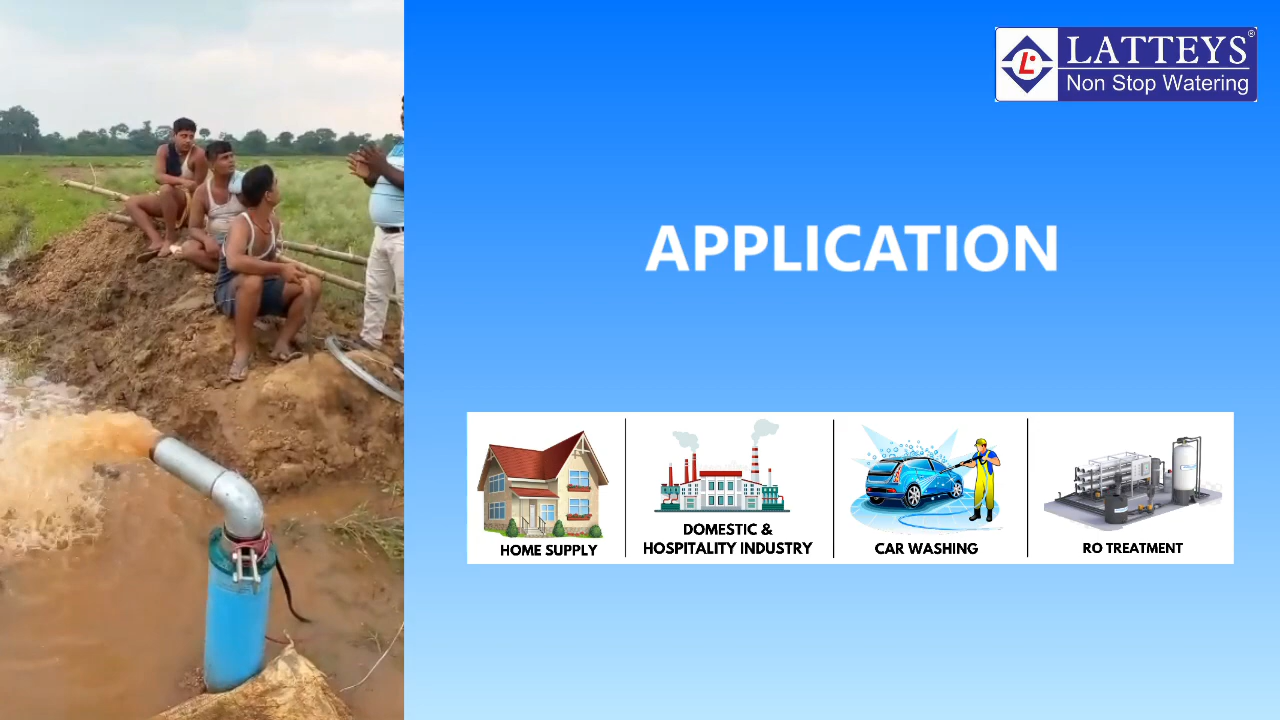 LATTEYS®
Non Stop Watering
APPLICATION
HOME SUPPLY
DOMESTIC &
HOSPITALITY INDUSTRY
CAR WASHING
RO TREATMENT